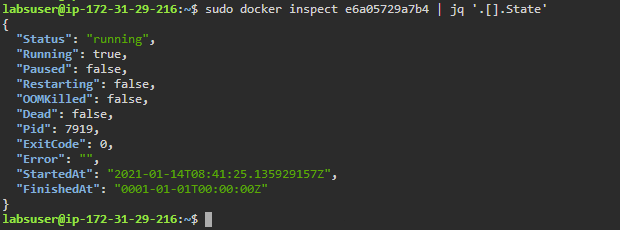 labsuser@ip-172-31-29-216:~$ sudo docker inspect e6a05729a7b4 | jq '.[].State'
{
  "Status": "running",
  "Running": true,
  "Paused": false,
  "Restarting": false,
  "OOMKilled": false,
  "Dead": false,
  "Pid": 7919,
  "ExitCode": 0,
  "Error": "",
  "StartedAt": "2021-01-14T08:41:25.135929157Z",
  "FinishedAt": "0001-01-01T00:00:00Z"
}
labsuser@ip-172-31-29-216:~$